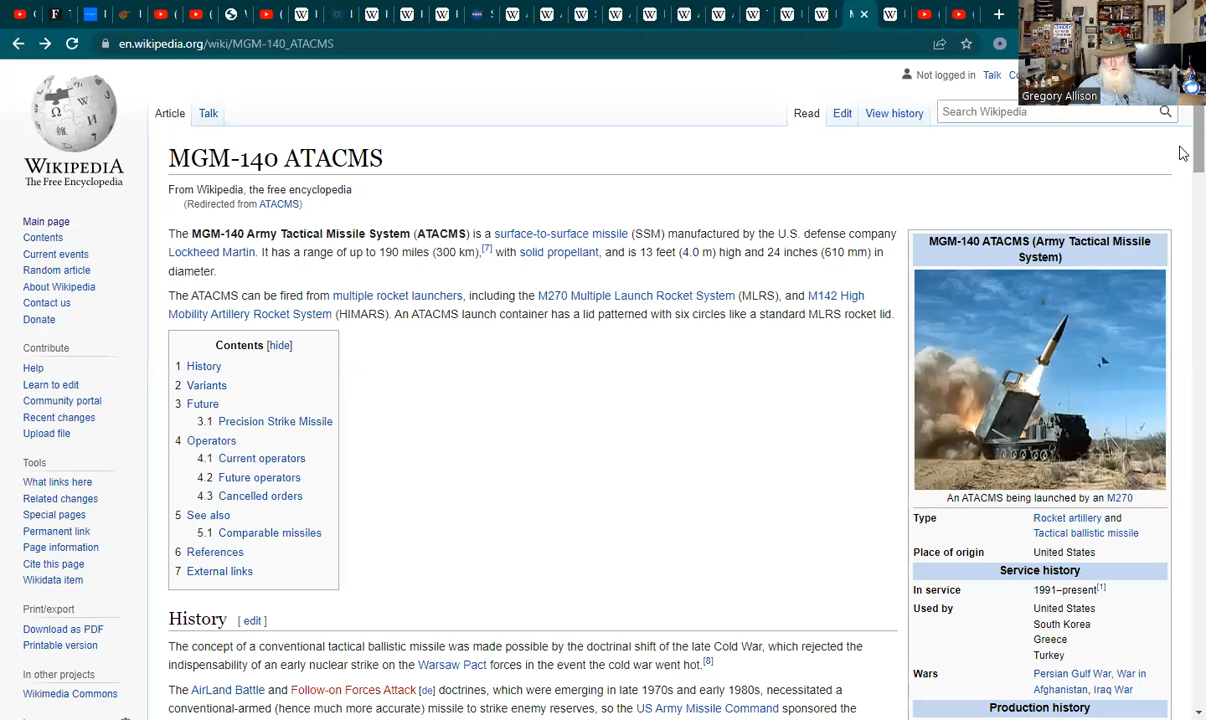 en.wikipedia.org/wiki/MGM-140_ATACMS
Gregory Allison
Not logged in Talk
Article Talk
Read Edit View history Search Wikipedia
WIKIPEDIA
The Free Encyclopedia
Main page
Contents
Current events
Random article
About Wikipedia
Contact us
Donate
Contribute
Help
Learn to edit
Community portal
Recent changes
Upload file
Tools
What links here
Related changes
Special pages
Permanent link
Page information
Cite this page
Wikidata item
Print/export
Download as PDF
Printable version
In other projects
Wikimedia Commons
MGM-140 ATACMS
From Wikipedia, the free encyclopedia
(Redirected from ATACMS)
The MGM-140 Army Tactical Missile System (ATACMS) is a surface-to-surface missile (SSM) manufactured by the U.S. defense company
Lockheed Martin. It has a range of up to 190 miles (300 km),[7] with solid propellant, and is 13 feet (4.0 m) high and 24 inches (610 mm) in
diameter.
The ATACMS can be fired from multiple rocket launchers, including the M270 Multiple Launch Rocket System (MLRS), and M142 High
Mobility Artillery Rocket System (HIMARS). An ATACMS launch container has a lid patterned with six circles like a standard MLRS rocket lid.
Contents [hide]
1 History
2 Variants
3 Future
3.1 Precision Strike Missile
4 Operators
4.1 Current operators
4.2 Future operators
4.3 Cancelled orders
5 See also
5.1 Comparable missiles
6 References
7 External links
History [ edit ]
The concept of a conventional tactical ballistic missile was made possible by the doctrinal shift of the late Cold War, which rejected the
indispensability of an early nuclear strike on the Warsaw Pact forces in the event the cold war went hot.[8]
The AirLand Battle and Follow-on Forces Attack [de] doctrines, which were emerging in late 1970s and early 1980s, necessitated a
conventional-armed (hence much more accurate) missile to strike enemy reserves, so the US Army Missile Command sponsored the
MGM-140 ATACMS (Army Tactical Missile
System)
An ATACMS being launched by an M270
Type Rocket artillery and
Tactical ballistic missile
Place of origin United States
Service history
In service 1991–present[1]
Used by United States
South Korea
Greece
Turkey
Wars Persian Gulf War, War in
Afghanistan, Iraq War
Production history